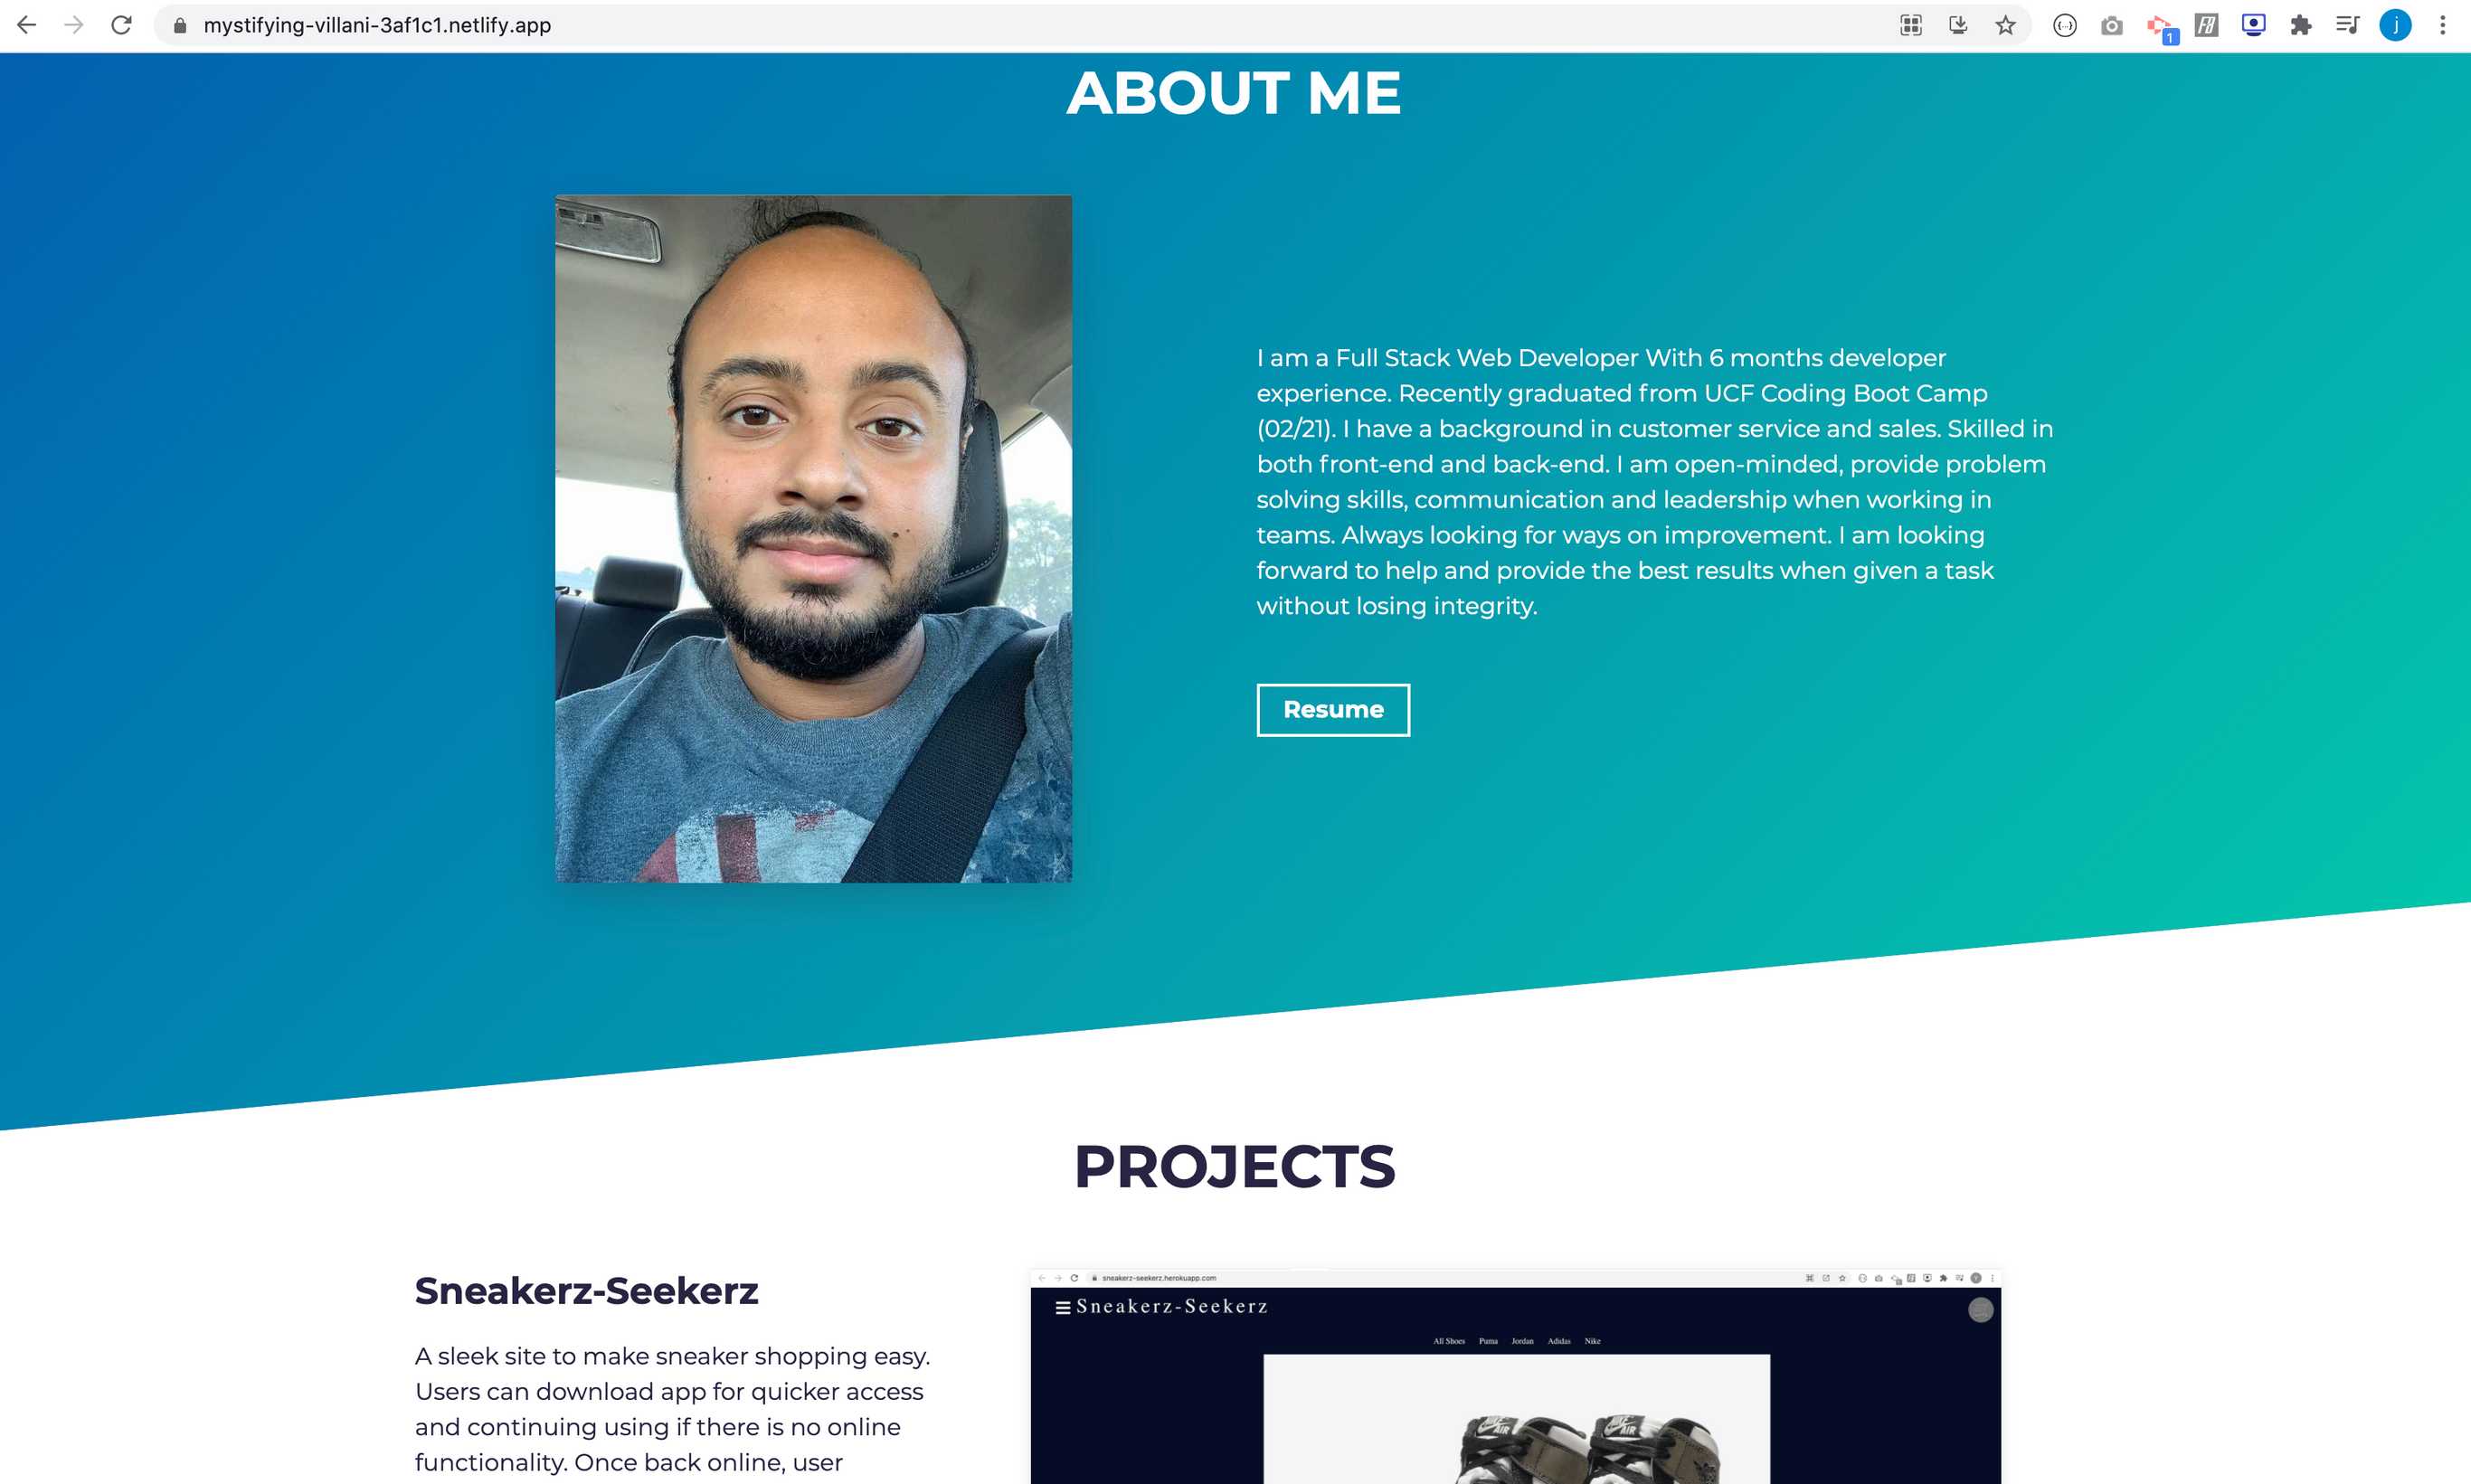 mystifying-villani-3af1c1.netlify.app
1
j
ABOUT ME
I am a Full Stack Web Developer With 6 months developer
experience. Recently graduated from UCF Coding Boot Camp
(02/21). I have a background in customer service and sales. Skilled in
both front-end and back-end. I am open-minded, provide problem
solving skills, communication and leadership when working in
teams. Always looking for ways on improvement. I am looking
forward to help and provide the best results when given a task
without losing integrity.
Resume
PROJECTS
Sneakerz-Seekerz
A sleek site to make sneaker shopping easy.
Users can download app for quicker access
and continuing using if there is no online
functionality. Once back online, user
sneakerz-seekerz.herokuapp.com
Sneakerz-Seekerz
All Shoes Puma Jordan Adidas Nike
NIKE AIR NIKE AIR